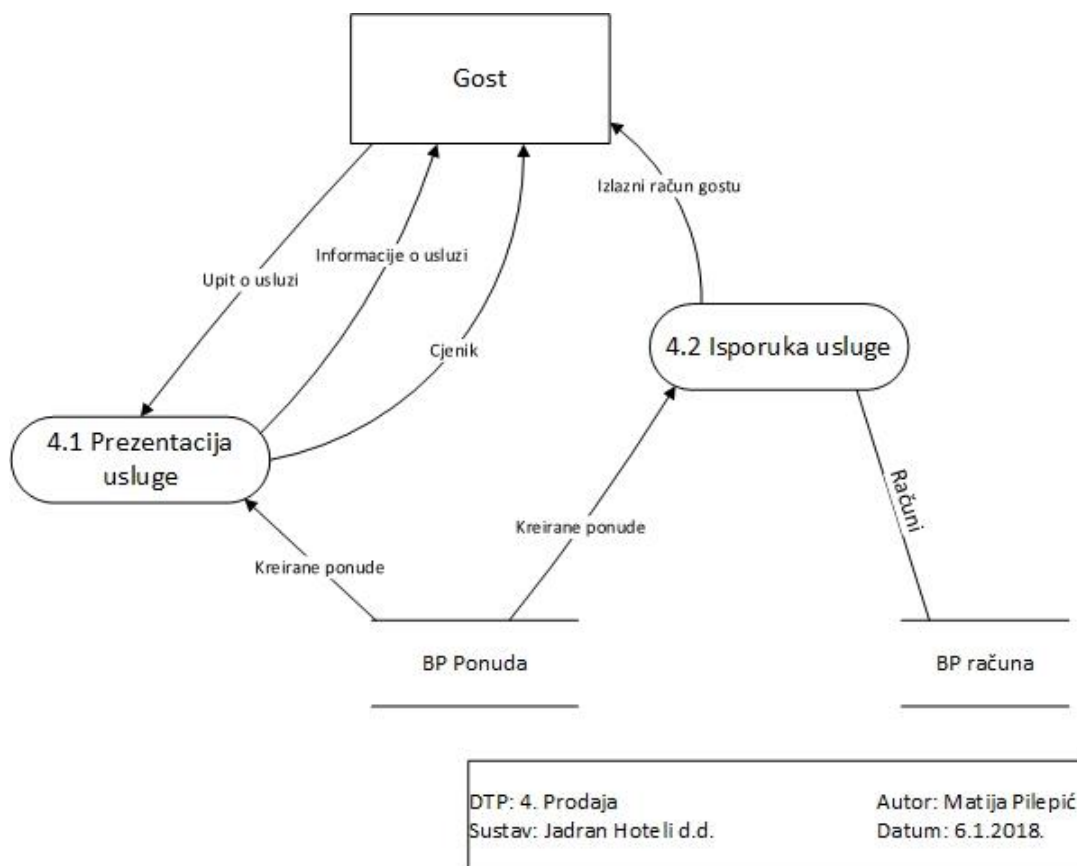 Gost
Izlazni račun gostu
Informacije o usluzi
Upit o usluzi
Cjenik
4.2 Isporuka usluge
4.1 Prezentacija
usluge
Računi
Kreirane ponude
Kreirane ponude
BP Ponuda
BP računa
DTP: 4. Prodaja
Autor: Matija Pilepić
Sustav: Jadran Hoteli d.d.
Datum: 6.1.2018.